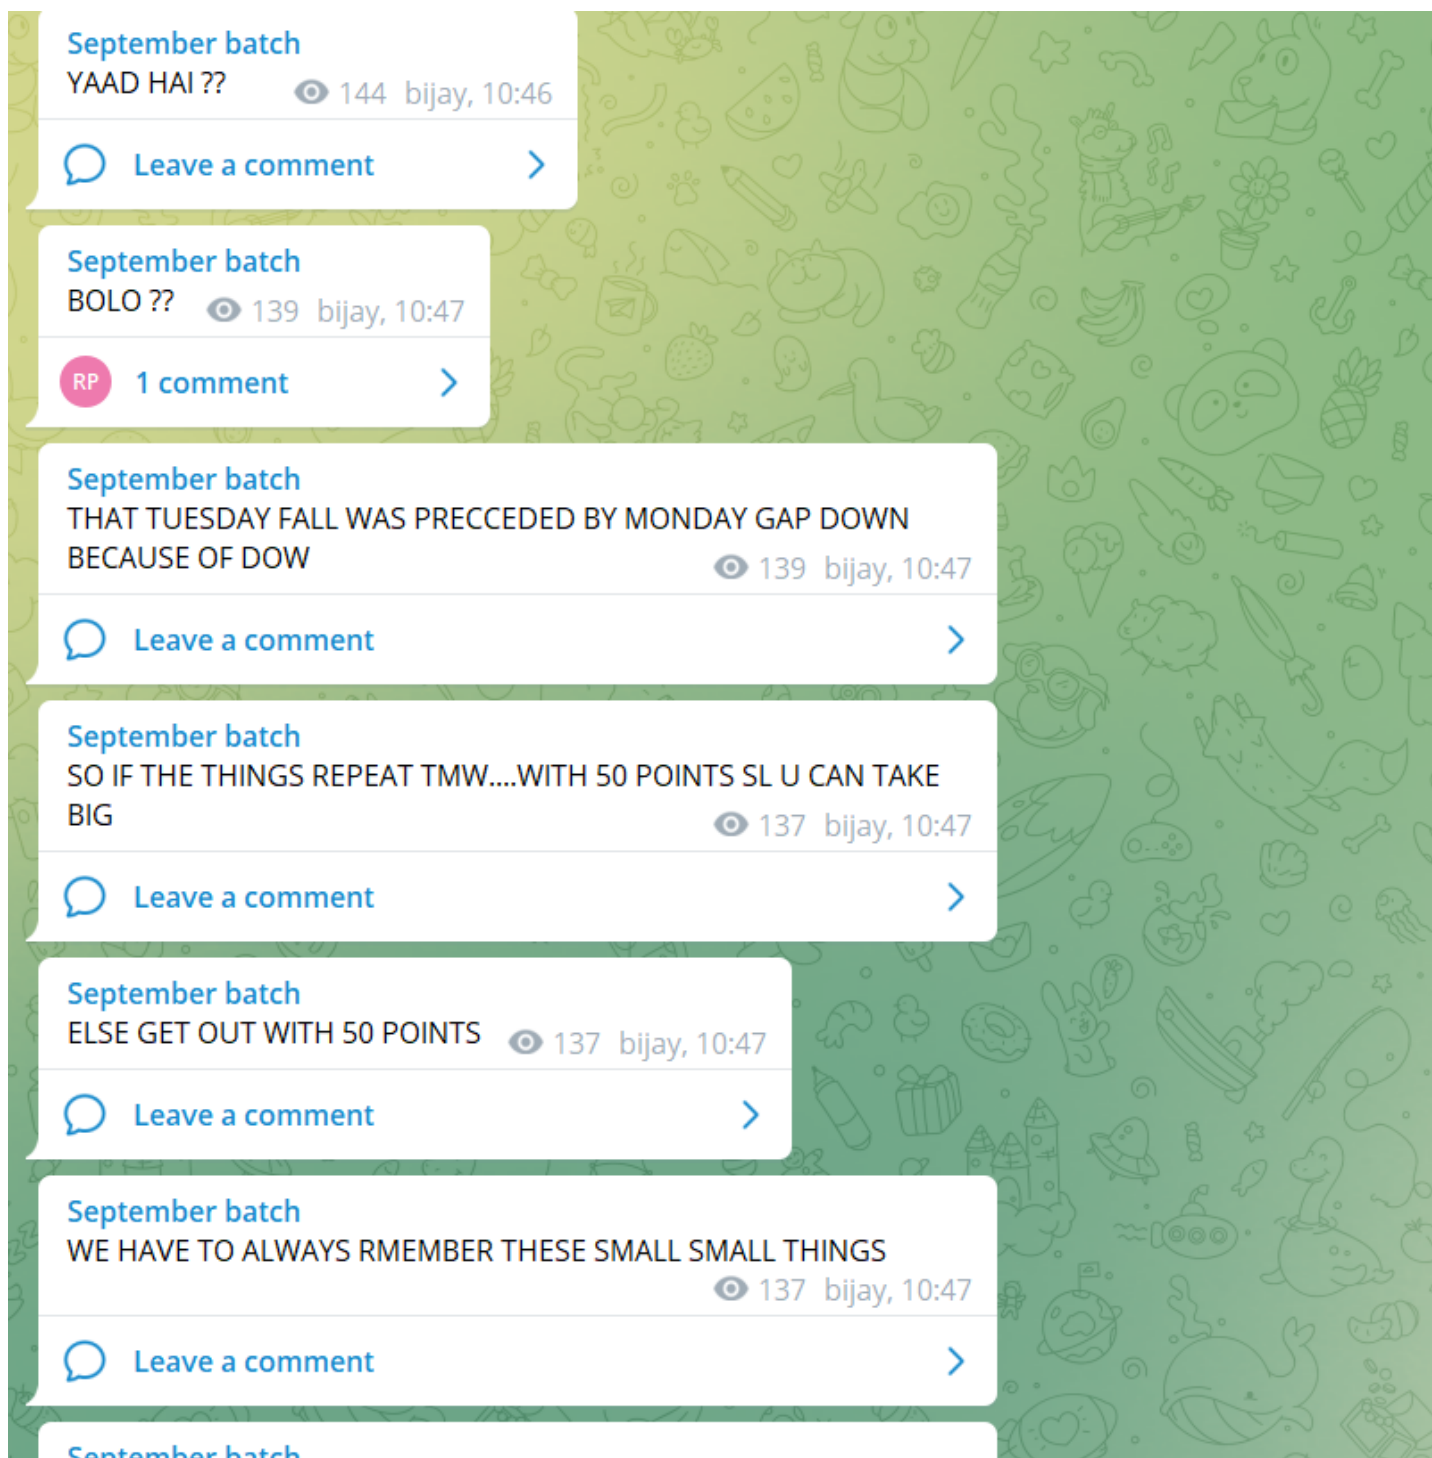 September batch
YAAD HAI ??
144 bijay, 10:46
Leave a comment
September batch
BOLO ??
139 bijay, 10:47
RP
1 comment
September batch
THAT TUESDAY FALL WAS PRECCEDED BY MONDAY GAP DOWN
BECAUSE OF DOW
139 bijay, 10:47
Leave a comment
September batch
SO IF THE THINGS REPEAT TMW....WITH 50 POINTS SL U CAN TAKE
BIG
137 bijay, 10:47
Leave a comment
September batch
ELSE GET OUT WITH 50 POINTS
137 bijay, 10:47
Leave a comment
September batch
WE HAVE TO ALWAYS RMEMBER THESE SMALL SMALL THINGS
137 bijay, 10:47
Leave a comment
September batch